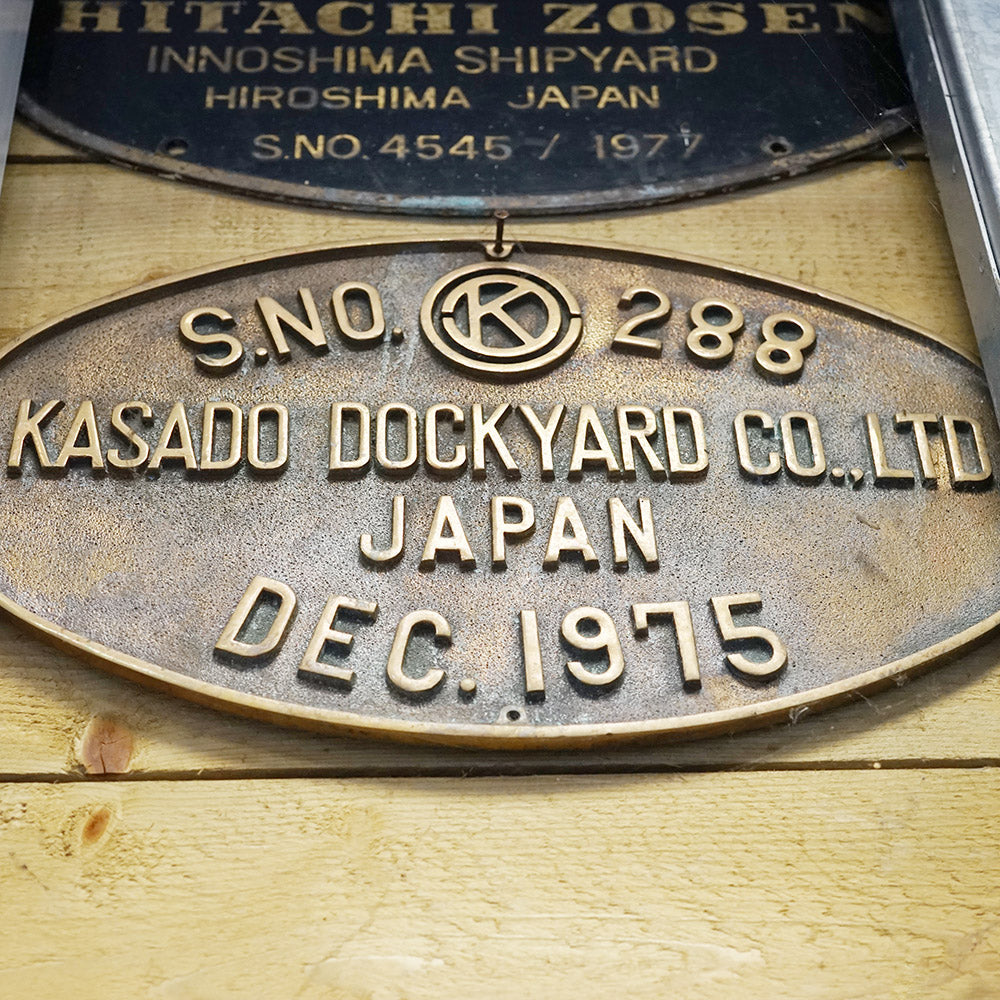 HITACHI ZOSEN
INNOSHIMA SHIPYARD
HIROSHIMA JAPAN
S.NO.4545 / 1977
S.NO. K 288
KASADO DOCKYARD CO.,LTD
JAPAN
DEC. 1975